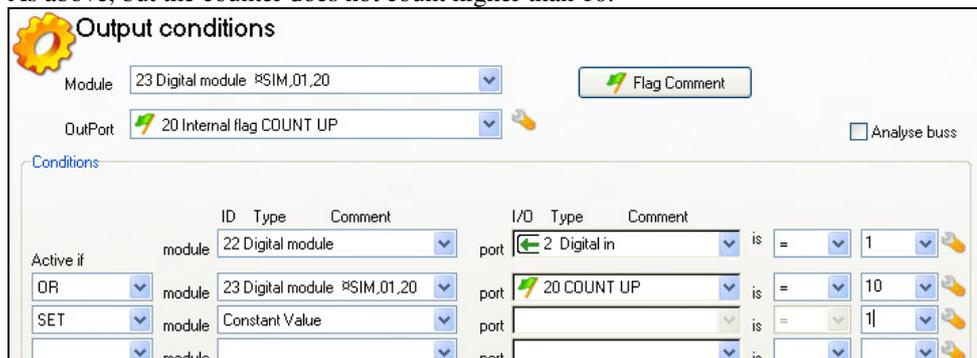 As above, but the counter does not count higher than 10.
Output conditions
Module 23 Digital module ¤SIM,01,20 Flag Comment
OutPort 20 Internal flag COUNT UP Analyse buss
Conditions
ID Type Comment I/O Type Comment
module 22 Digital module port 2 Digital in is = 1
Active if
OR module 23 Digital module ¤SIM,01,20 port 20 COUNT UP is = 10
SET module Constant Value port is = 1
module port is